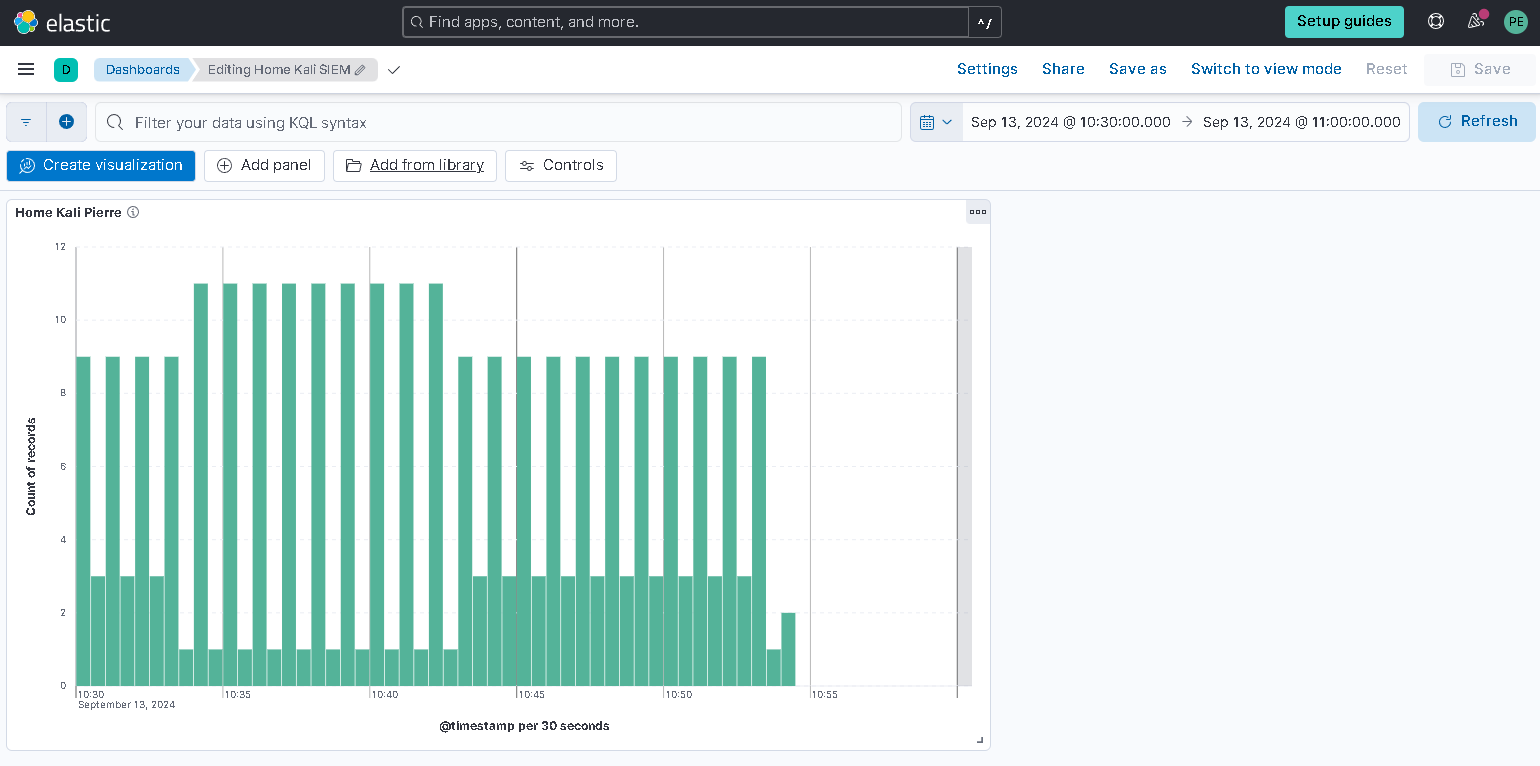 elastic Find apps, content, and more. ^/ Setup guides PE
D Dashboards Editing Home Kali SIEM Settings Share Save as Switch to view mode Reset Save
Filter your data using KQL syntax Sep 13, 2024 @ 10:30:00.000 → Sep 13, 2024 @ 11:00:00.000 Refresh
Create visualization Add panel Add from library Controls
Home Kali Pierre
12
10
8
6
4
2
0
Count of records
10:30 10:35 10:40 10:45 10:50 10:55
September 13, 2024
@timestamp per 30 seconds